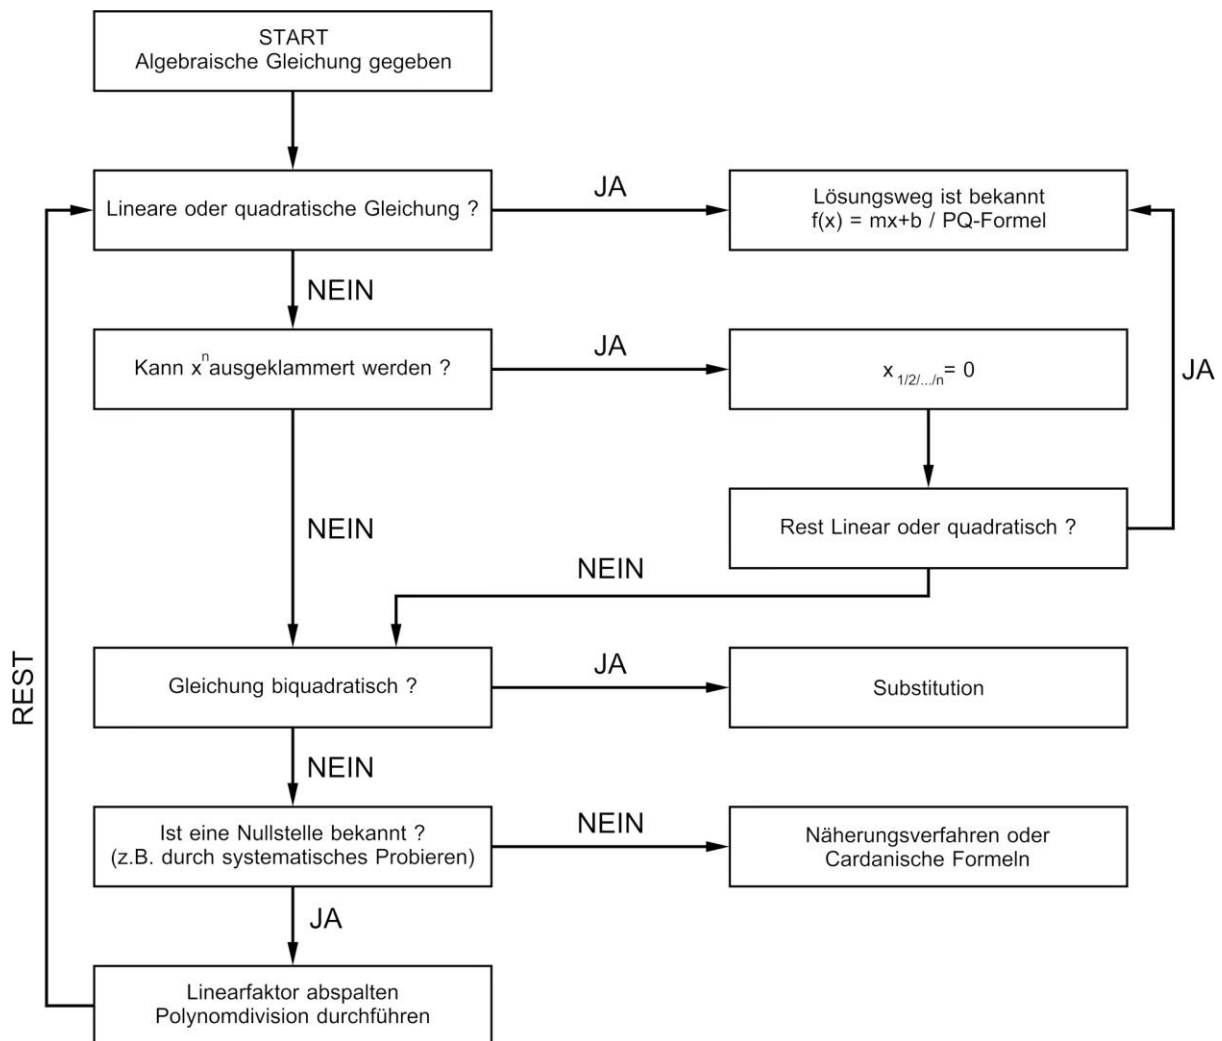 START
Algebraische Gleichung gegeben
Lineare oder quadratische Gleichung ?
JA
Lösungsweg ist bekannt
f(x) = mx+b / PQ-Formel
NEIN
Kann xⁿ ausgeklammert werden ?
JA
x 1/2/.../n = 0
JA
NEIN
Rest Linear oder quadratisch ?
NEIN
Gleichung biquadratisch ?
JA
Substitution
REST
NEIN
Ist eine Nullstelle bekannt ?
(z.B. durch systematisches Probieren)
NEIN
Näherungsverfahren oder
Cardanische Formeln
JA
Linearfaktor abspalten
Polynomdivision durchführen